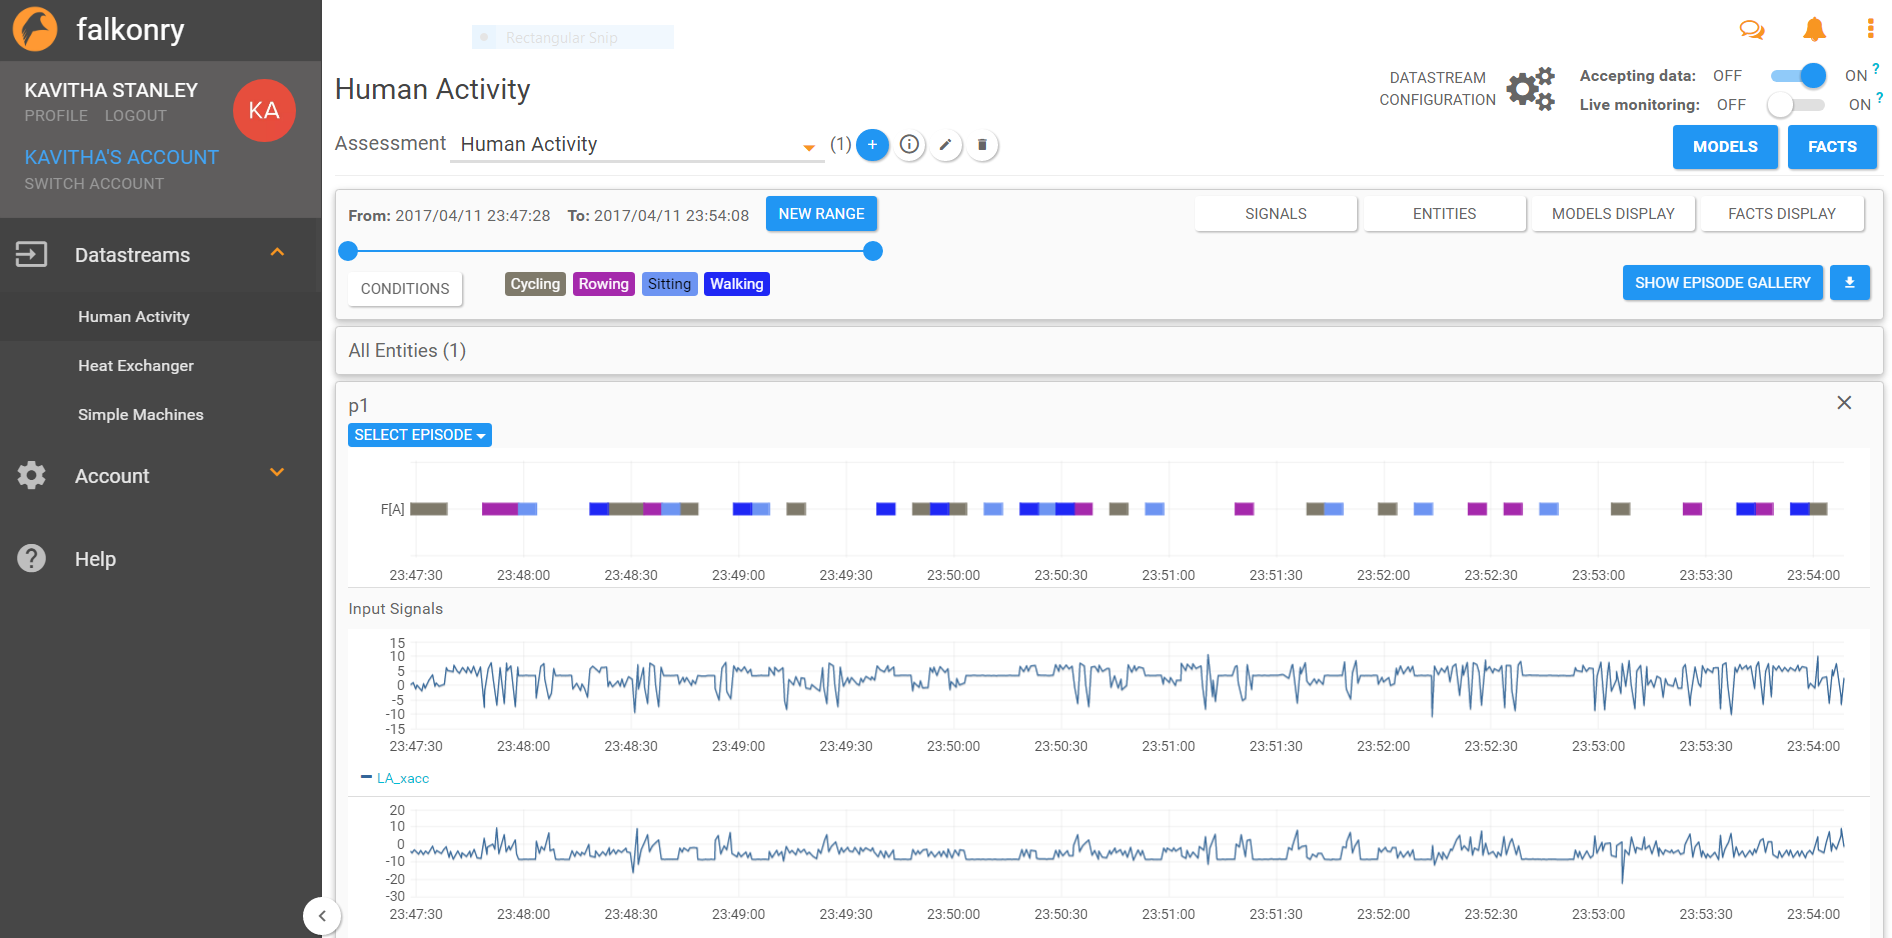 falkonry
KAVITHA STANLEY
PROFILE LOGOUT
KA
KAVITHA'S ACCOUNT
SWITCH ACCOUNT
Datastreams
Human Activity
Heat Exchanger
Simple Machines
Account
Help
Rectangular Snip
Human Activity
DATASTREAM
CONFIGURATION
Accepting data: OFF ON ?
Live monitoring: OFF ON ?
Assessment Human Activity (1) +
MODELS FACTS
From: 2017/04/11 23:47:28 To: 2017/04/11 23:54:08 NEW RANGE
SIGNALS ENTITIES MODELS DISPLAY FACTS DISPLAY
CONDITIONS Cycling Rowing Sitting Walking
SHOW EPISODE GALLERY
All Entities (1)
p1
SELECT EPISODE
F[A]
23:47:30 23:48:00 23:48:30 23:49:00 23:49:30 23:50:00 23:50:30 23:51:00 23:51:30 23:52:00 23:52:30 23:53:00 23:53:30 23:54:00
Input Signals
15
10
5
0
-5
-10
-15
23:47:30 23:48:00 23:48:30 23:49:00 23:49:30 23:50:00 23:50:30 23:51:00 23:51:30 23:52:00 23:52:30 23:53:00 23:53:30 23:54:00
LA_xacc
20
10
0
-10
-20
-30
23:47:30 23:48:00 23:48:30 23:49:00 23:49:30 23:50:00 23:50:30 23:51:00 23:51:30 23:52:00 23:52:30 23:53:00 23:53:30 23:54:00